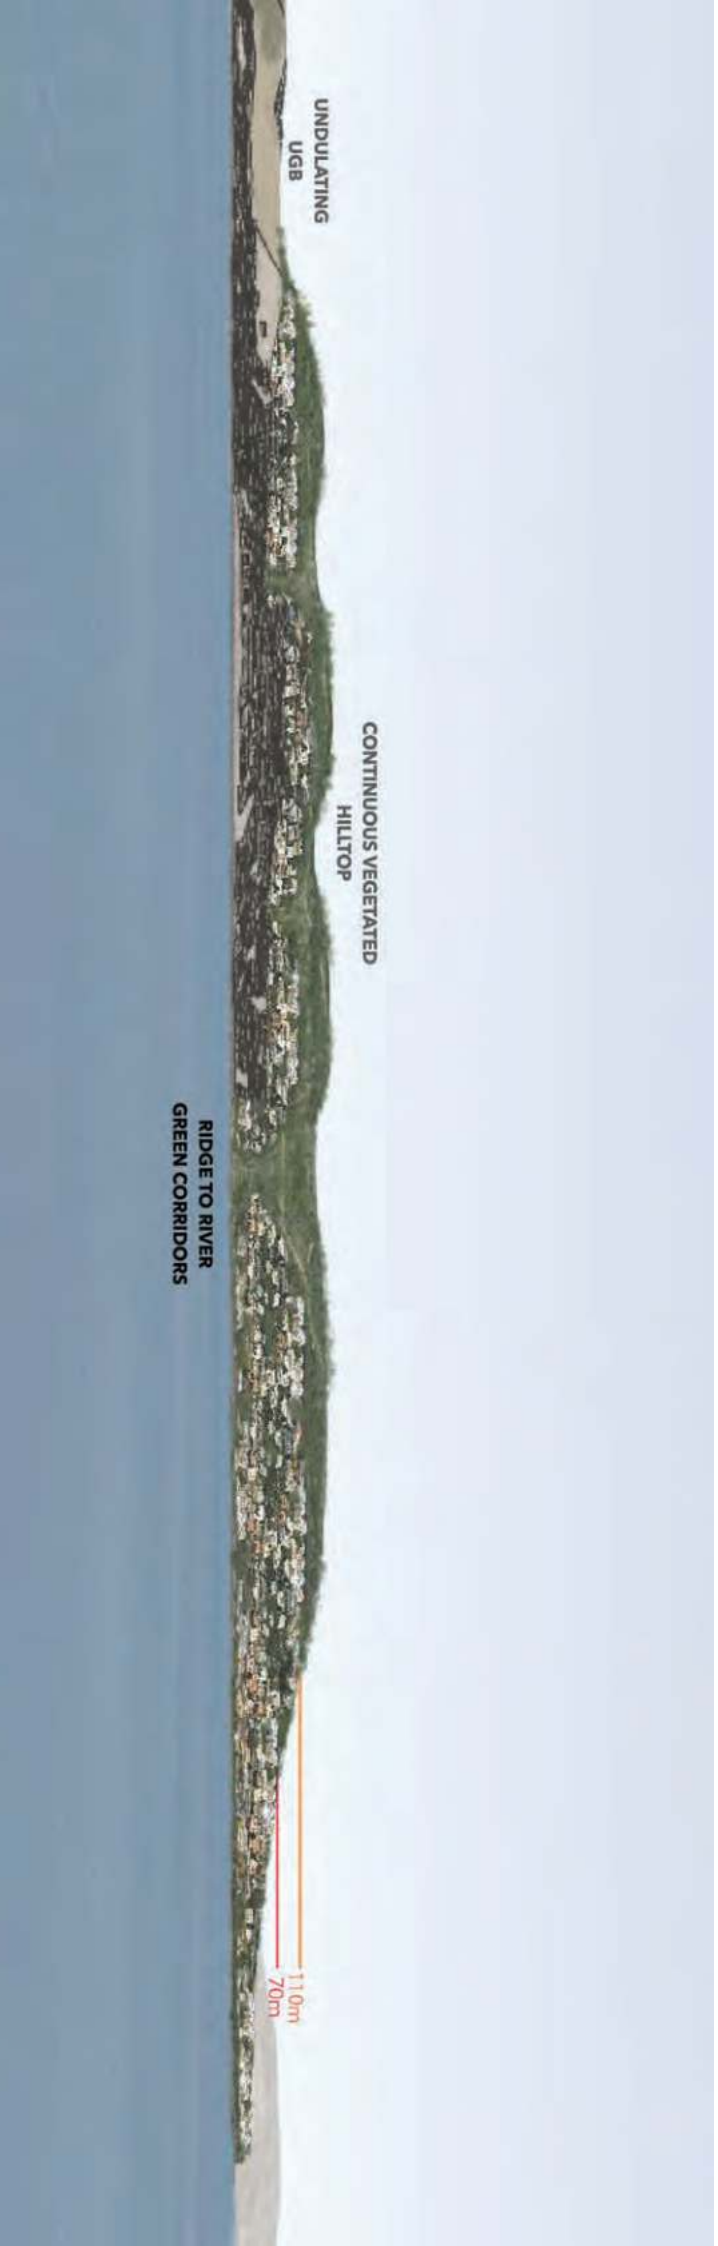 UNDULATING
UGB
CONTINUOUS VEGETATED
HILLTOP
RIDGE TO RIVER
GREEN CORRIDORS
110m
70m